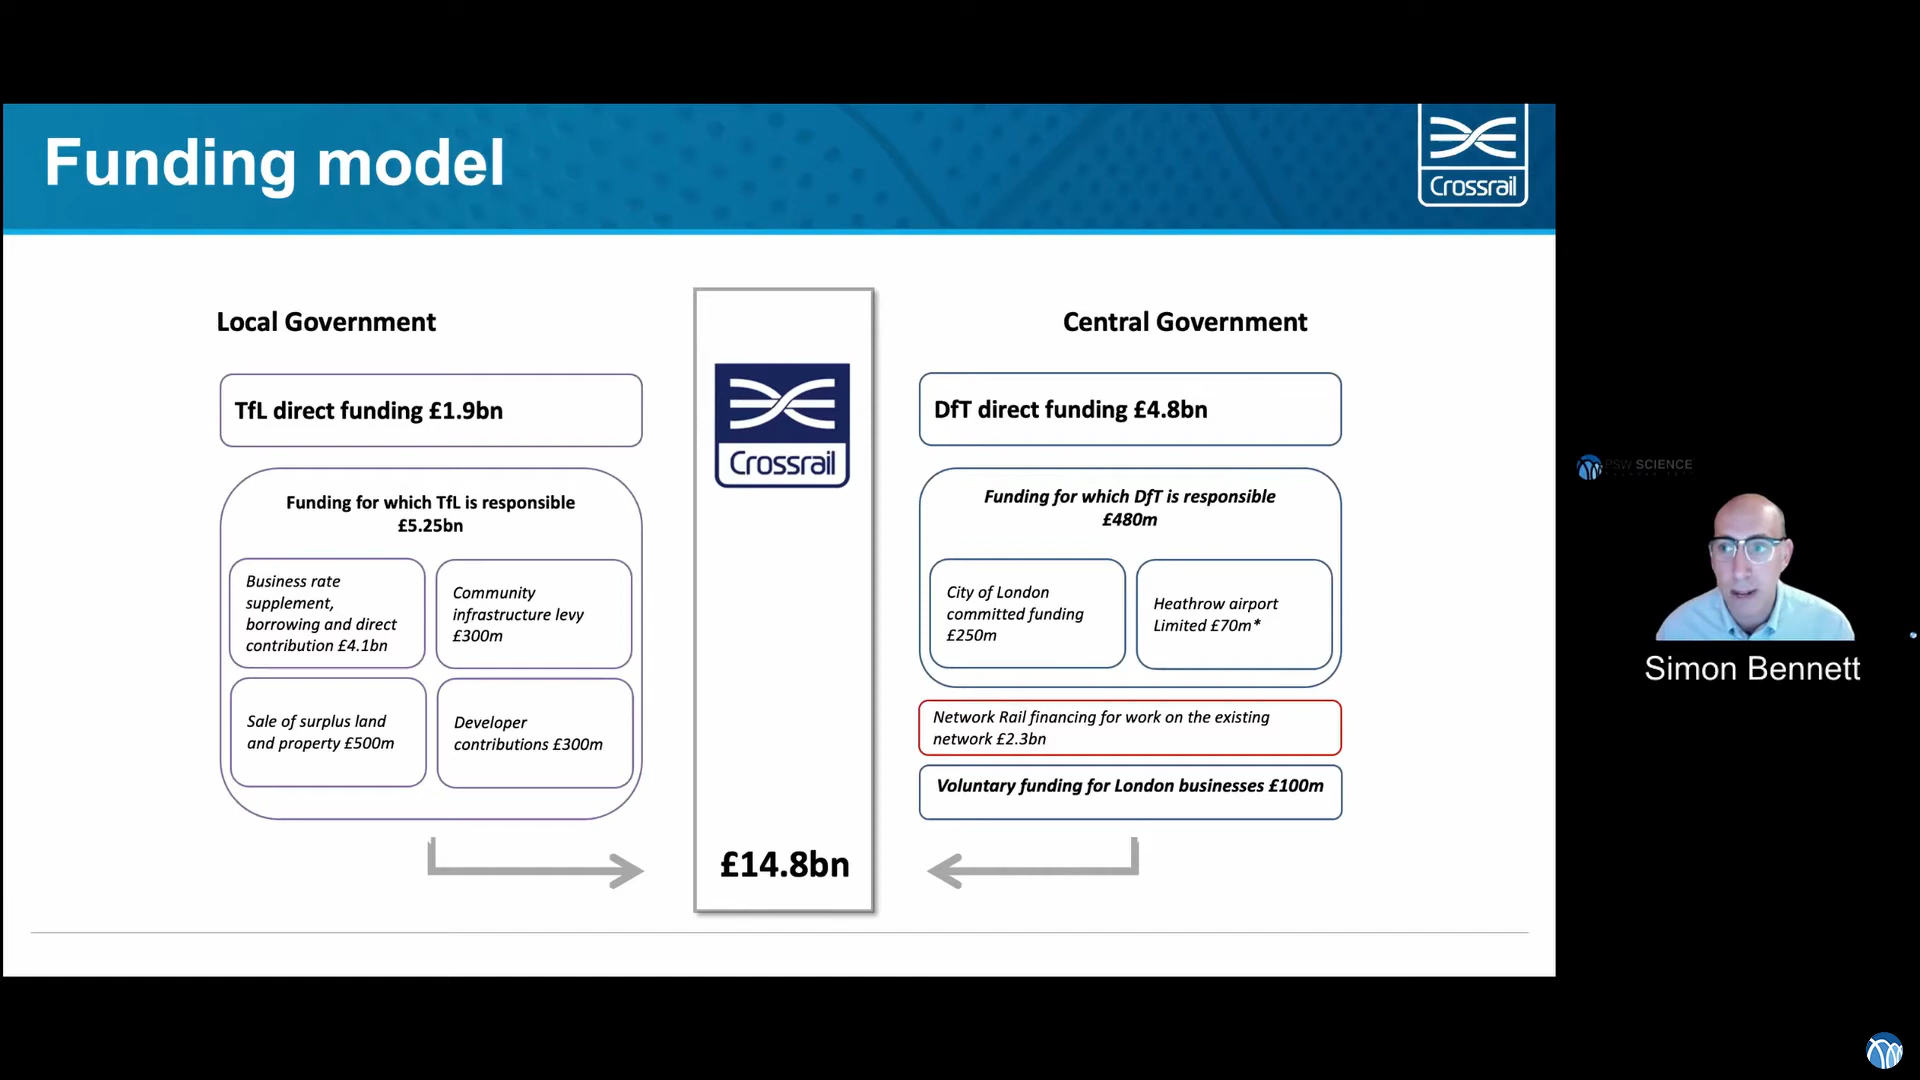 Funding model
Crossrail
Local Government
TfL direct funding £1.9bn
Funding for which TfL is responsible
£5.25bn
Business rate
supplement,
borrowing and direct
contribution £4.1bn
Community
infrastructure levy
£300m
Sale of surplus land
and property £500m
Developer
contributions £300m
Crossrail
£14.8bn
Central Government
DfT direct funding £4.8bn
Funding for which DfT is responsible
£480m
City of London
committed funding
£250m
Heathrow airport
Limited £70m*
Network Rail financing for work on the existing
network £2.3bn
Voluntary funding for London businesses £100m
PSW SCIENCE
Simon Bennett